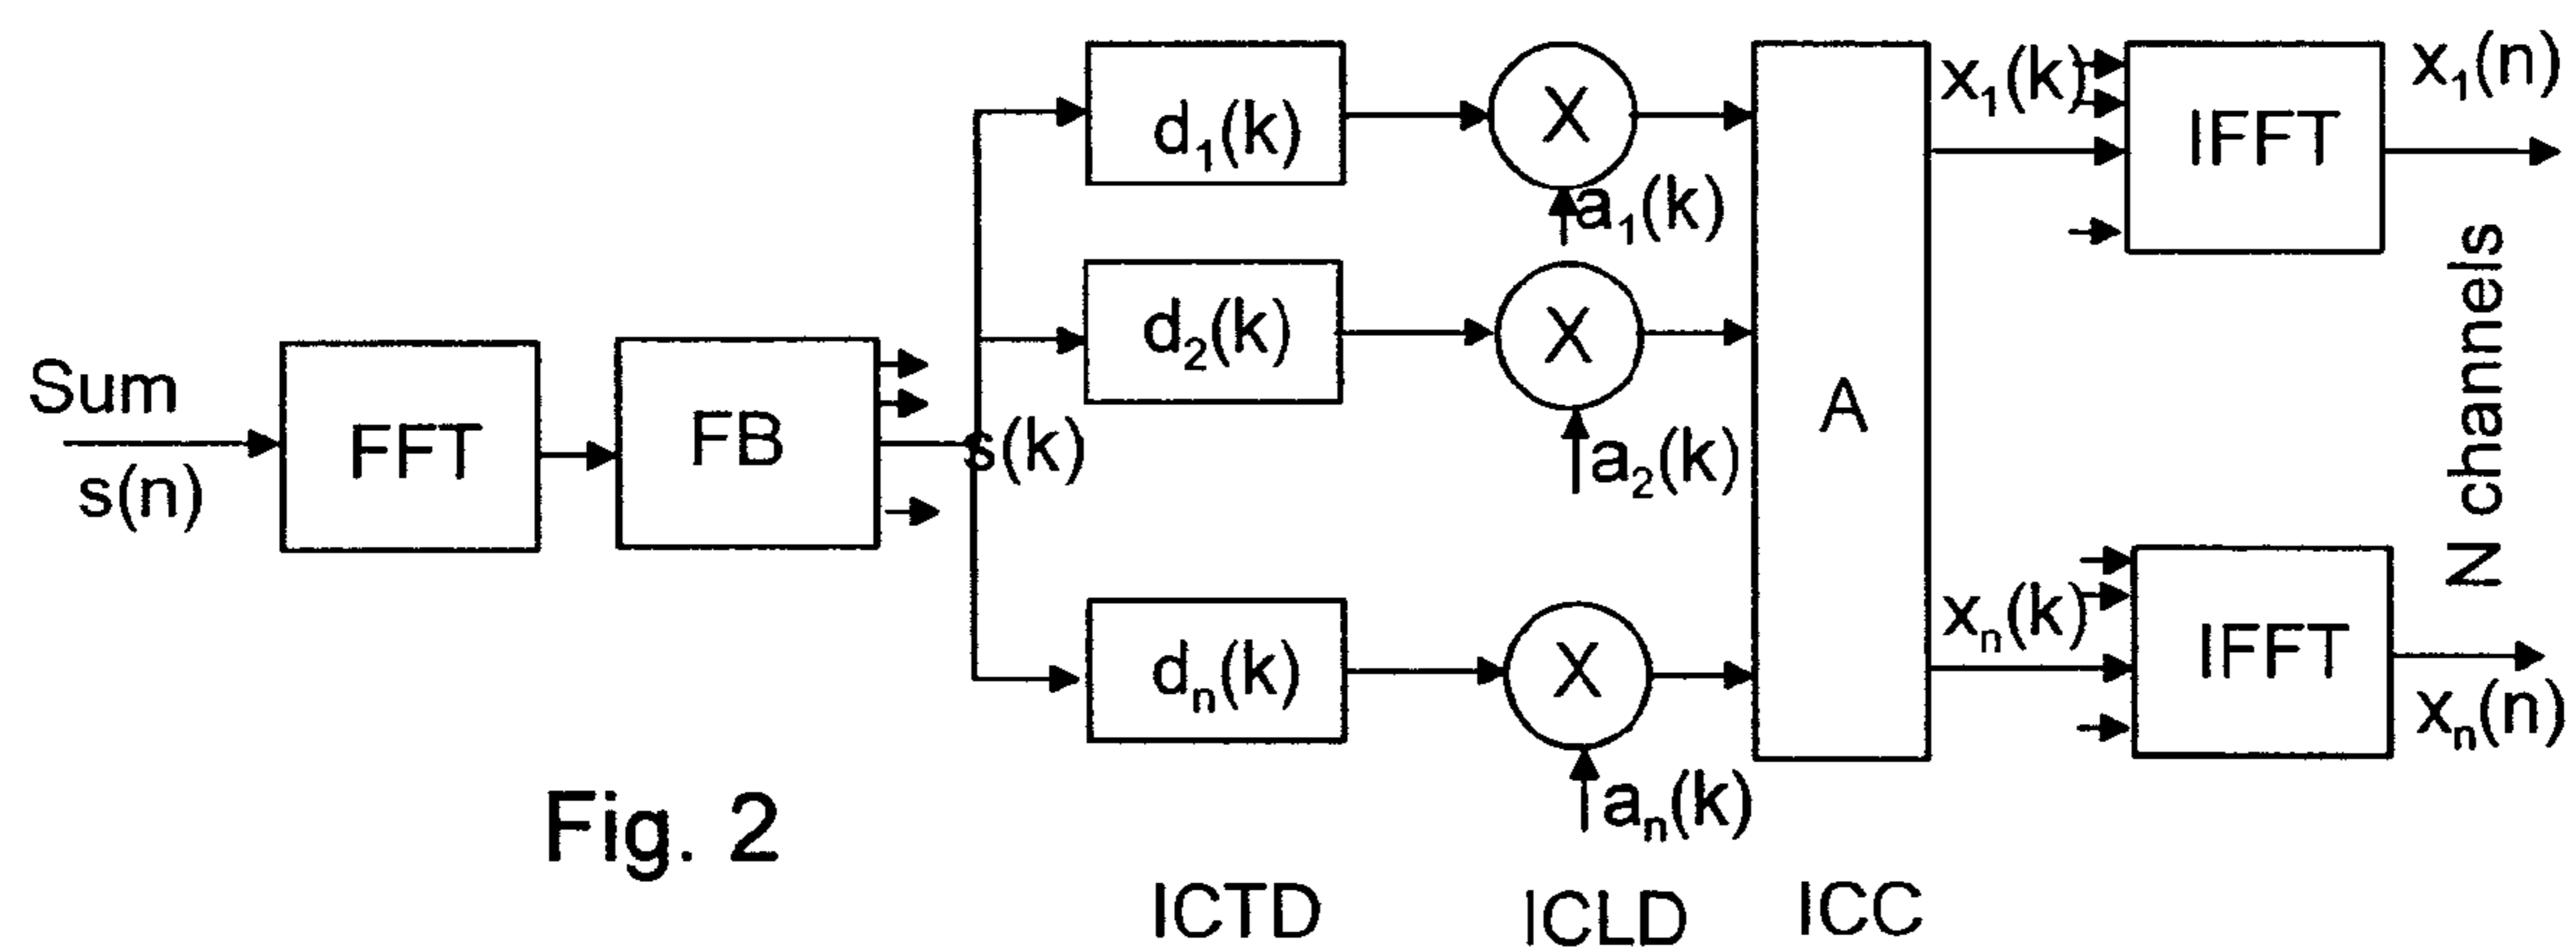 Sum
s(n)
FFT
FB
s(k)
d₁(k)
X
a₁(k)
d₂(k)
X
a₂(k)
dₙ(k)
X
aₙ(k)
A
x₁(k)
IFFT
x₁(n)
xₙ(k)
IFFT
xₙ(n)
N channels
ICTD
ICLD
ICC
Fig. 2